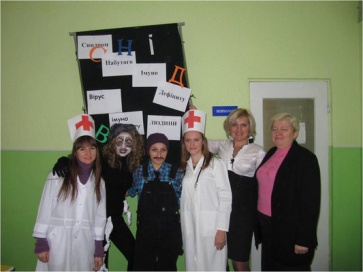 Синдром
С Н І Д
Набутого
Імуно
Дефіциту
Вірус
В
імуно
ЛЮДИНИ